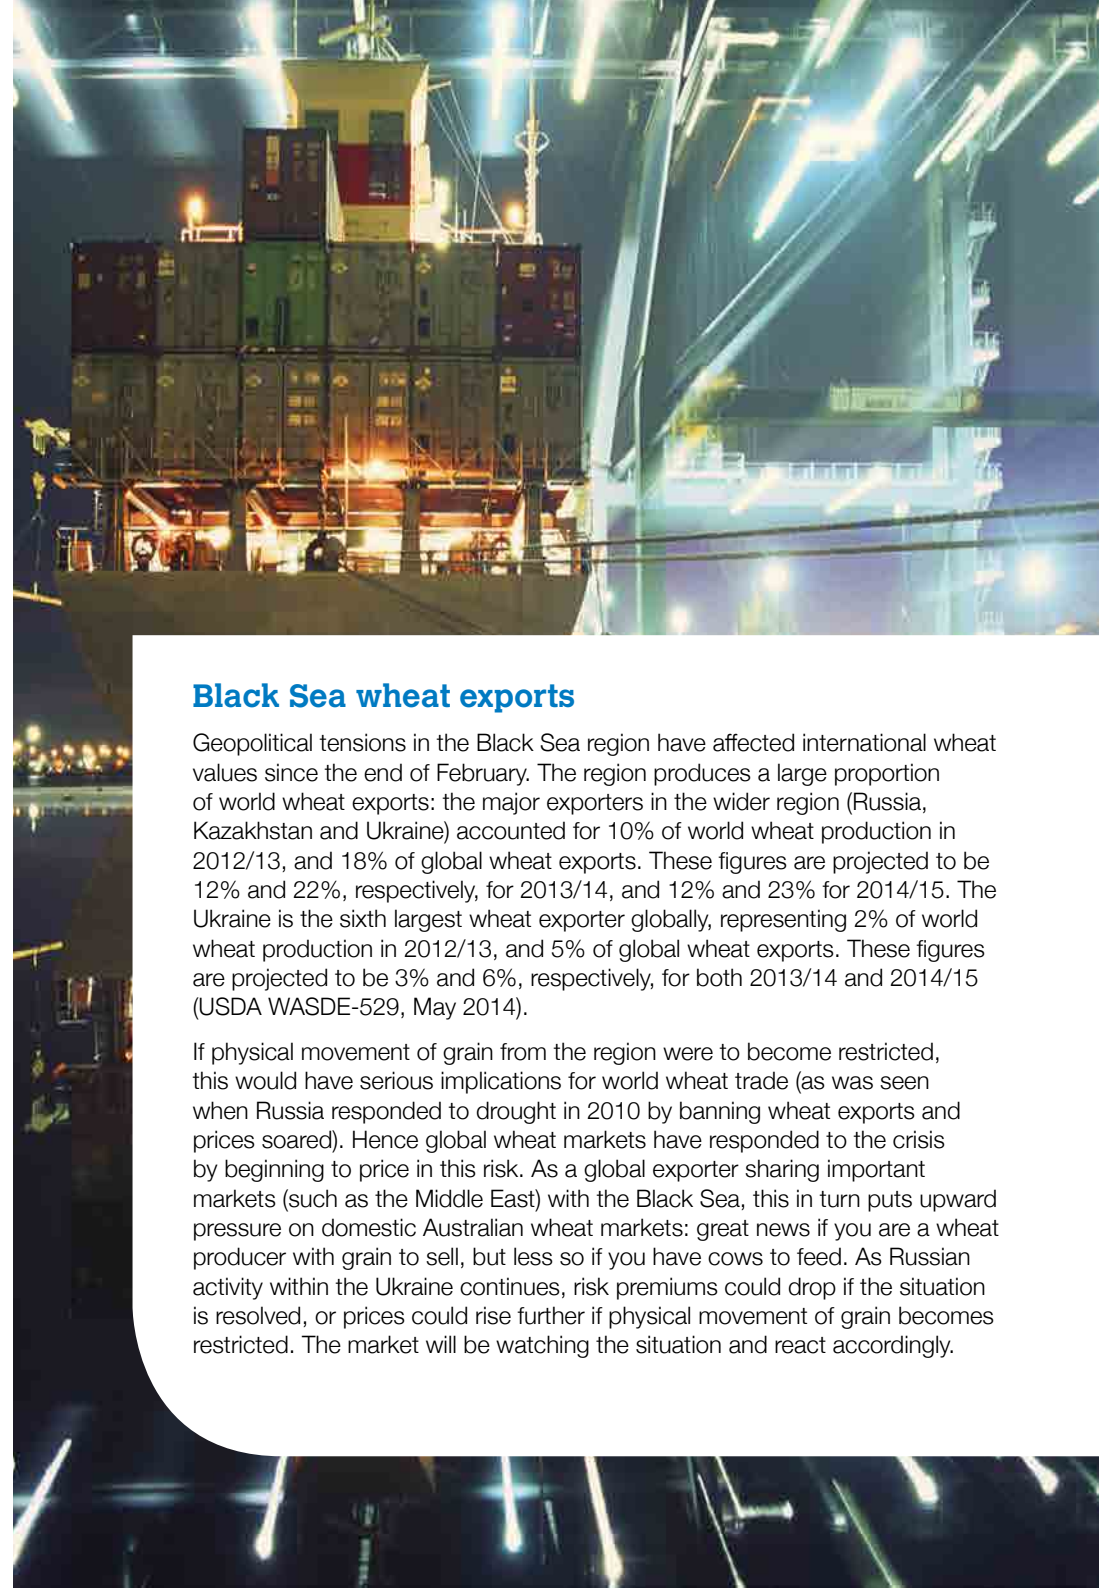 Black Sea wheat exports
Geopolitical tensions in the Black Sea region have affected international wheat
values since the end of February. The region produces a large proportion
of world wheat exports: the major exporters in the wider region (Russia,
Kazakhstan and Ukraine) accounted for 10% of world wheat production in
2012/13, and 18% of global wheat exports. These figures are projected to be
12% and 22%, respectively, for 2013/14, and 12% and 23% for 2014/15. The
Ukraine is the sixth largest wheat exporter globally, representing 2% of world
wheat production in 2012/13, and 5% of global wheat exports. These figures
are projected to be 3% and 6%, respectively, for both 2013/14 and 2014/15
(USDA WASDE-529, May 2014).
If physical movement of grain from the region were to become restricted,
this would have serious implications for world wheat trade (as was seen
when Russia responded to drought in 2010 by banning wheat exports and
prices soared). Hence global wheat markets have responded to the crisis
by beginning to price in this risk. As a global exporter sharing important
markets (such as the Middle East) with the Black Sea, this in turn puts upward
pressure on domestic Australian wheat markets: great news if you are a wheat
producer with grain to sell, but less so if you have cows to feed. As Russian
activity within the Ukraine continues, risk premiums could drop if the situation
is resolved, or prices could rise further if physical movement of grain becomes
restricted. The market will be watching the situation and react accordingly.